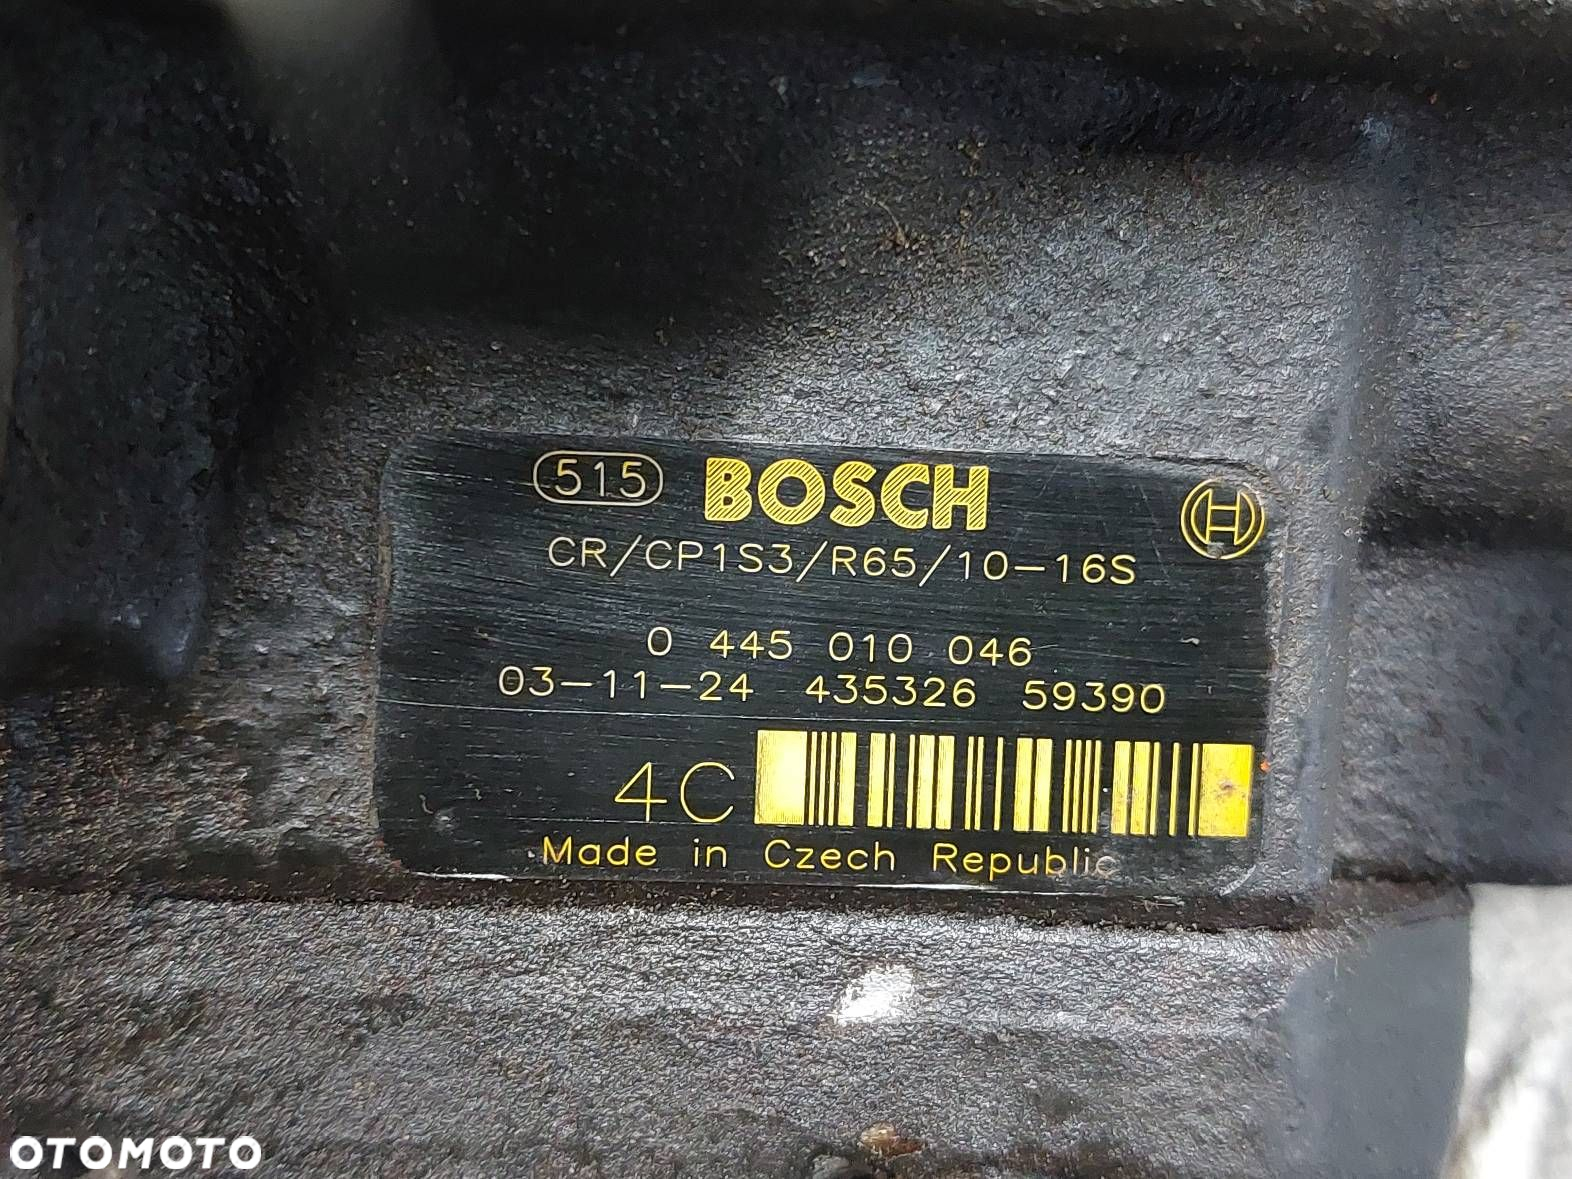 515 BOSCH
CR/CP1S3/R65/10-16S
0 445 010 046
03-11-24 435326 59390
4C
Made in Czech Republic
OTOMOTO